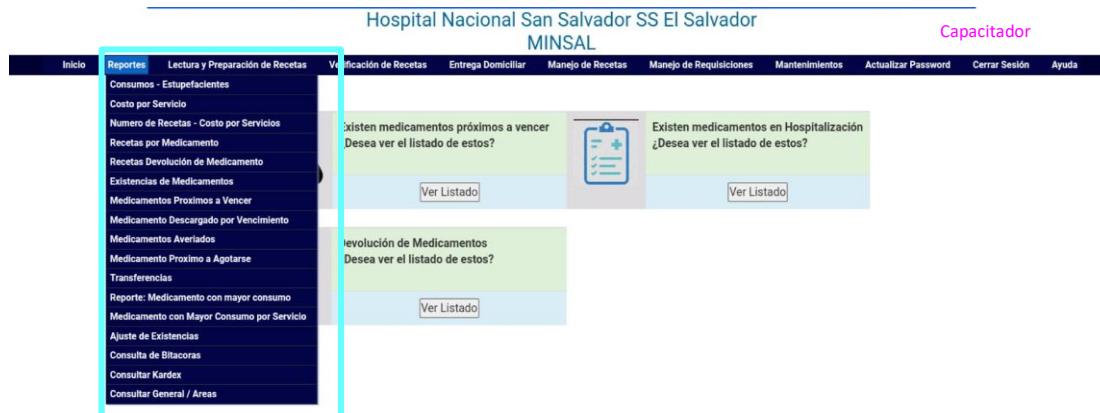 Hospital Nacional San Salvador SS El Salvador
MINSAL
Capacitador
Inicio Reportes Lectura y Preparación de Recetas Verificación de Recetas Entrega Domiciliar Manejo de Recetas Manejo de Requisiciones Mantenimientos Actualizar Password Cerrar Sesión Ayuda
Consumos - Estupefacientes
Costo por Servicio
Numero de Recetas - Costo por Servicios
Recetas por Medicamento
Recetas Devolución de Medicamento
Existencias de Medicamentos
Medicamentos Proximos a Vencer
Medicamento Descargado por Vencimiento
Medicamentos Averiados
Medicamento Proximo a Agotarse
Transferencias
Reporte: Medicamento con mayor consumo
Medicamento con Mayor Consumo por Servicio
Ajuste de Existencias
Consulta de Bitacoras
Consultar Kardex
Consultar General / Areas
Existen medicamentos próximos a vencer
¿Desea ver el listado de estos?
Ver Listado
Existen medicamentos en Hospitalización
¿Desea ver el listado de estos?
Ver Listado
Devolución de Medicamentos
¿Desea ver el listado de estos?
Ver Listado